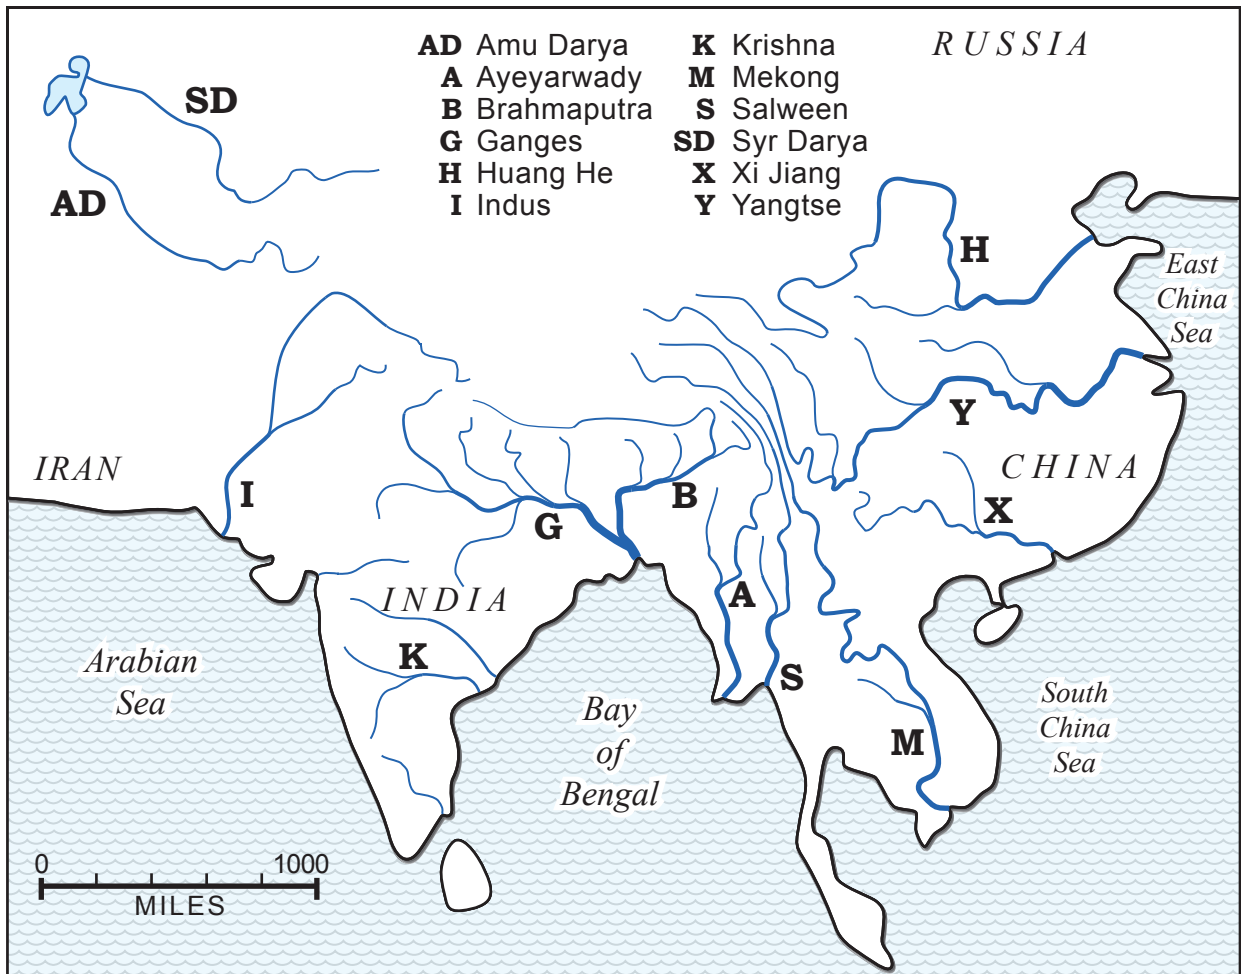 AD Amu Darya
A Ayeyarwady
B Brahmaputra
G Ganges
H Huang He
I Indus
K Krishna
M Mekong
S Salween
SD Syr Darya
X Xi Jiang
Y Yangtse
RUSSIA
SD
AD
H
East
China
Sea
Y
IRAN
CHINA
I
B
X
G
INDIA
A
K
Arabian
Sea
S
South
China
Sea
Bay
of
Bengal
M
0 1000
MILES